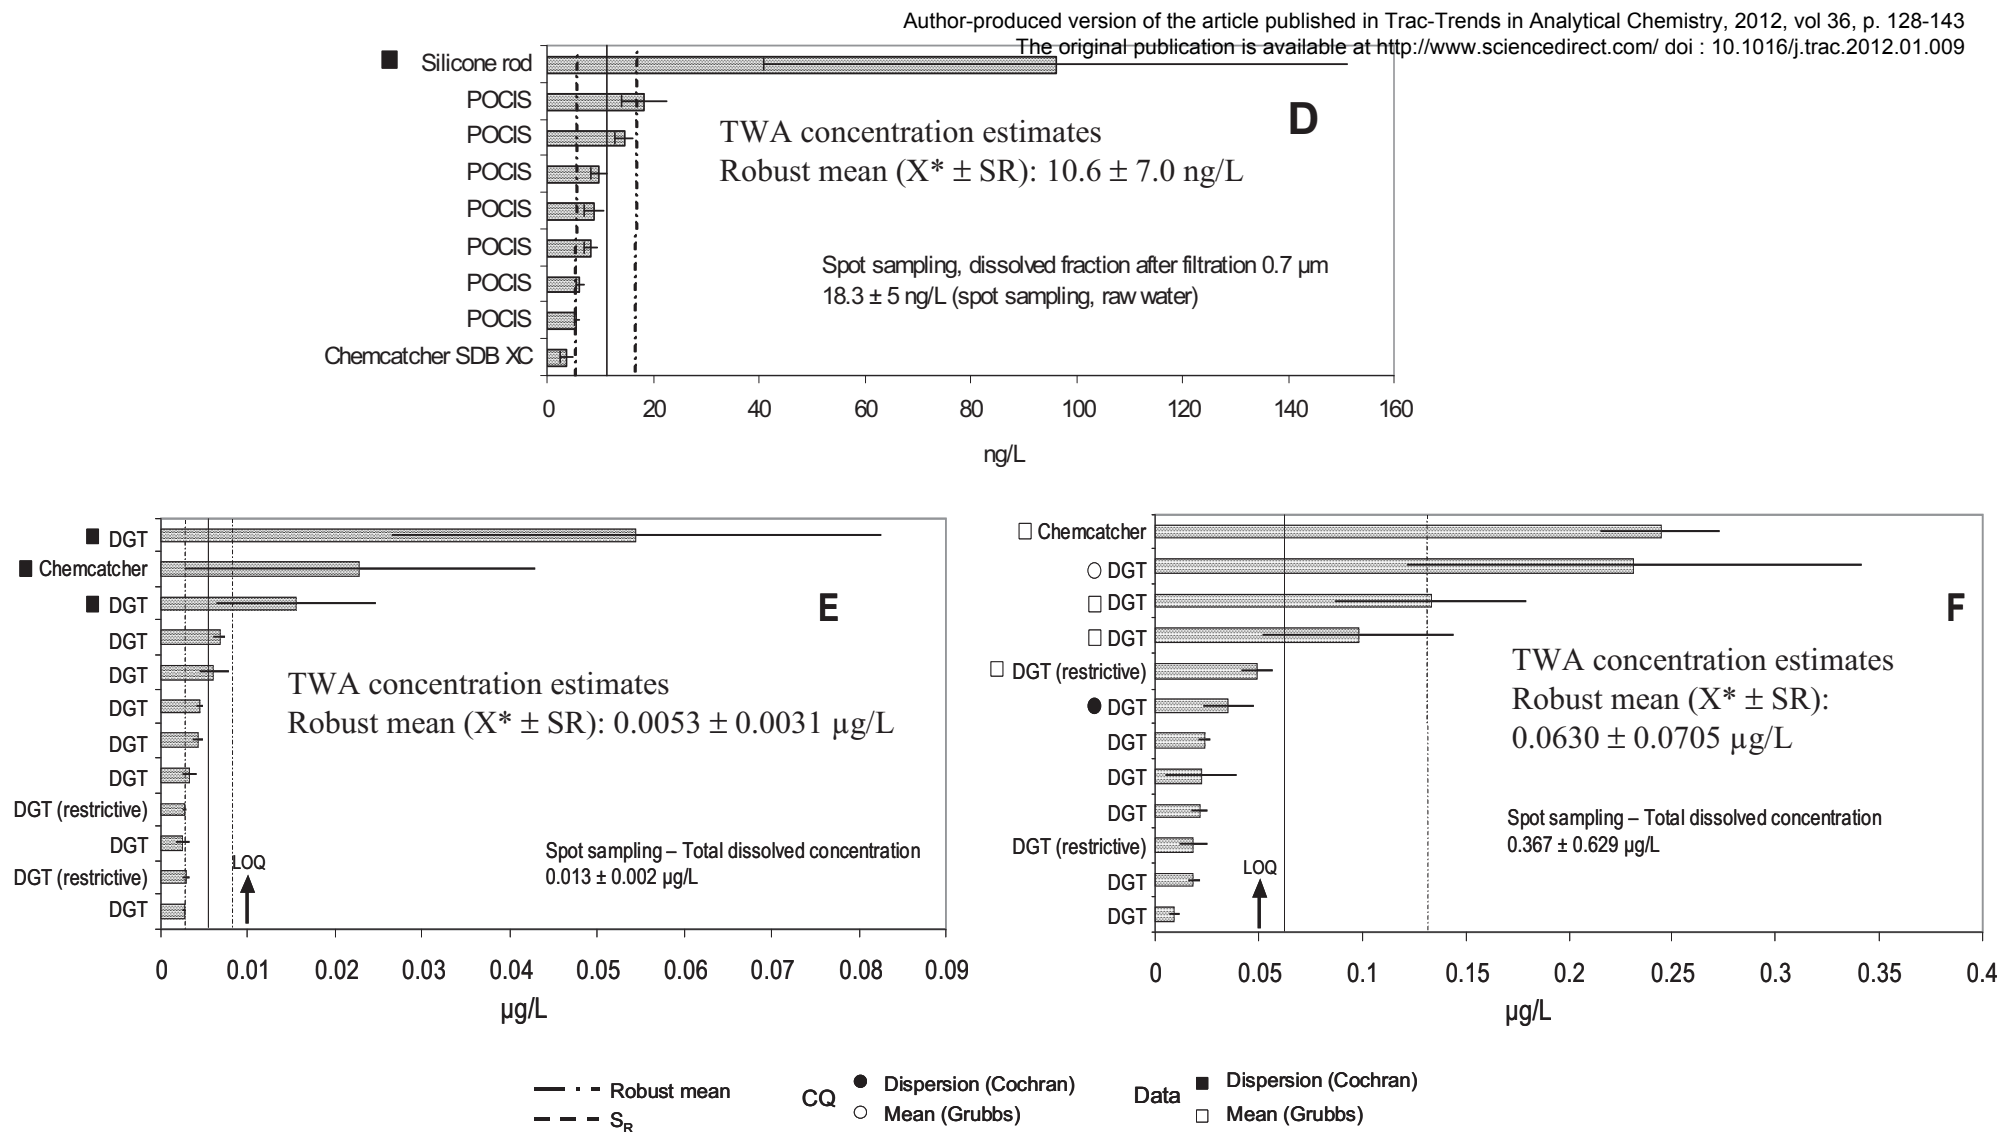 Author-produced version of the article published in Trac-Trends in Analytical Chemistry, 2012, vol 36, p. 128-143
The original publication is available at http://www.sciencedirect.com/ doi : 10.1016/j.trac.2012.01.009
Silicone rod
POCIS
POCIS
POCIS
POCIS
POCIS
POCIS
POCIS
Chemcatcher SDB XC
D
TWA concentration estimates
Robust mean (X* ± SR): 10.6 ± 7.0 ng/L
Spot sampling, dissolved fraction after filtration 0.7 µm
18.3 ± 5 ng/L (spot sampling, raw water)
0 20 40 60 80 100 120 140 160
ng/L
DGT
Chemcatcher
DGT
DGT
DGT
DGT
DGT
DGT
DGT (restrictive)
DGT
DGT (restrictive)
DGT
E
TWA concentration estimates
Robust mean (X* ± SR): 0.0053 ± 0.0031 µg/L
Spot sampling – Total dissolved concentration
0.013 ± 0.002 µg/L
LOQ
0 0.01 0.02 0.03 0.04 0.05 0.06 0.07 0.08 0.09
µg/L
Chemcatcher
DGT
DGT
DGT
DGT (restrictive)
DGT
DGT
DGT
DGT
DGT (restrictive)
DGT
DGT
F
TWA concentration estimates
Robust mean (X* ± SR):
0.0630 ± 0.0705 µg/L
Spot sampling – Total dissolved concentration
0.367 ± 0.629 µg/L
LOQ
0 0.05 0.1 0.15 0.2 0.25 0.3 0.35 0.4
µg/L
Robust mean
SR
CQ
Dispersion (Cochran)
Mean (Grubbs)
Data
Dispersion (Cochran)
Mean (Grubbs)